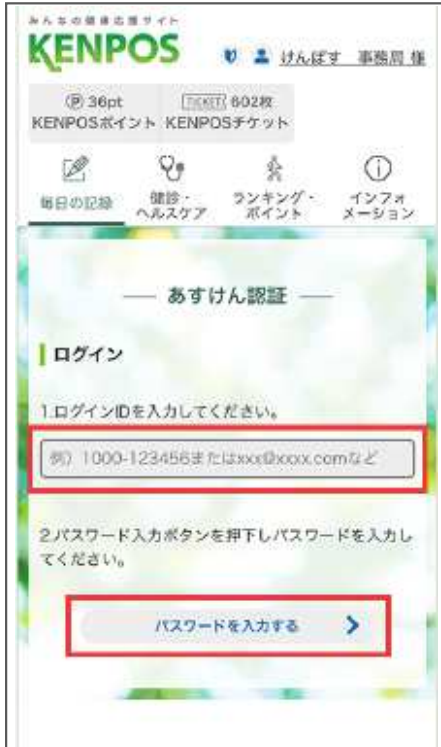 みんなの健康応援サイト
KENPOS
けんぽす 事務局 様
Ⓟ 36pt
KENPOSポイント
TICKET 602枚
KENPOSチケット
毎日の記録
健診・
ヘルスケア
ランキング・
ポイント
インフォ
メーション
あすけん認証
ログイン
1.ログインIDを入力してください。
例）1000-123456またはxxx@xxxx.comなど
2.パスワード入力ボタンを押下しパスワードを入力し
てください。
パスワードを入力する